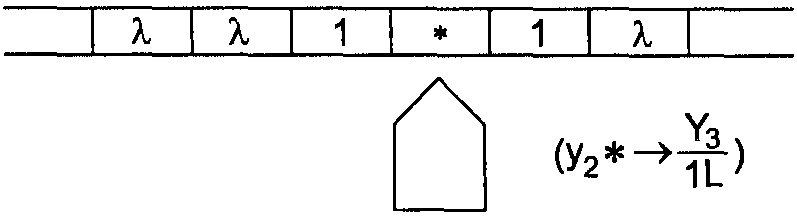 λ λ 1 * 1 λ
(y₂* → Y₃/1L)